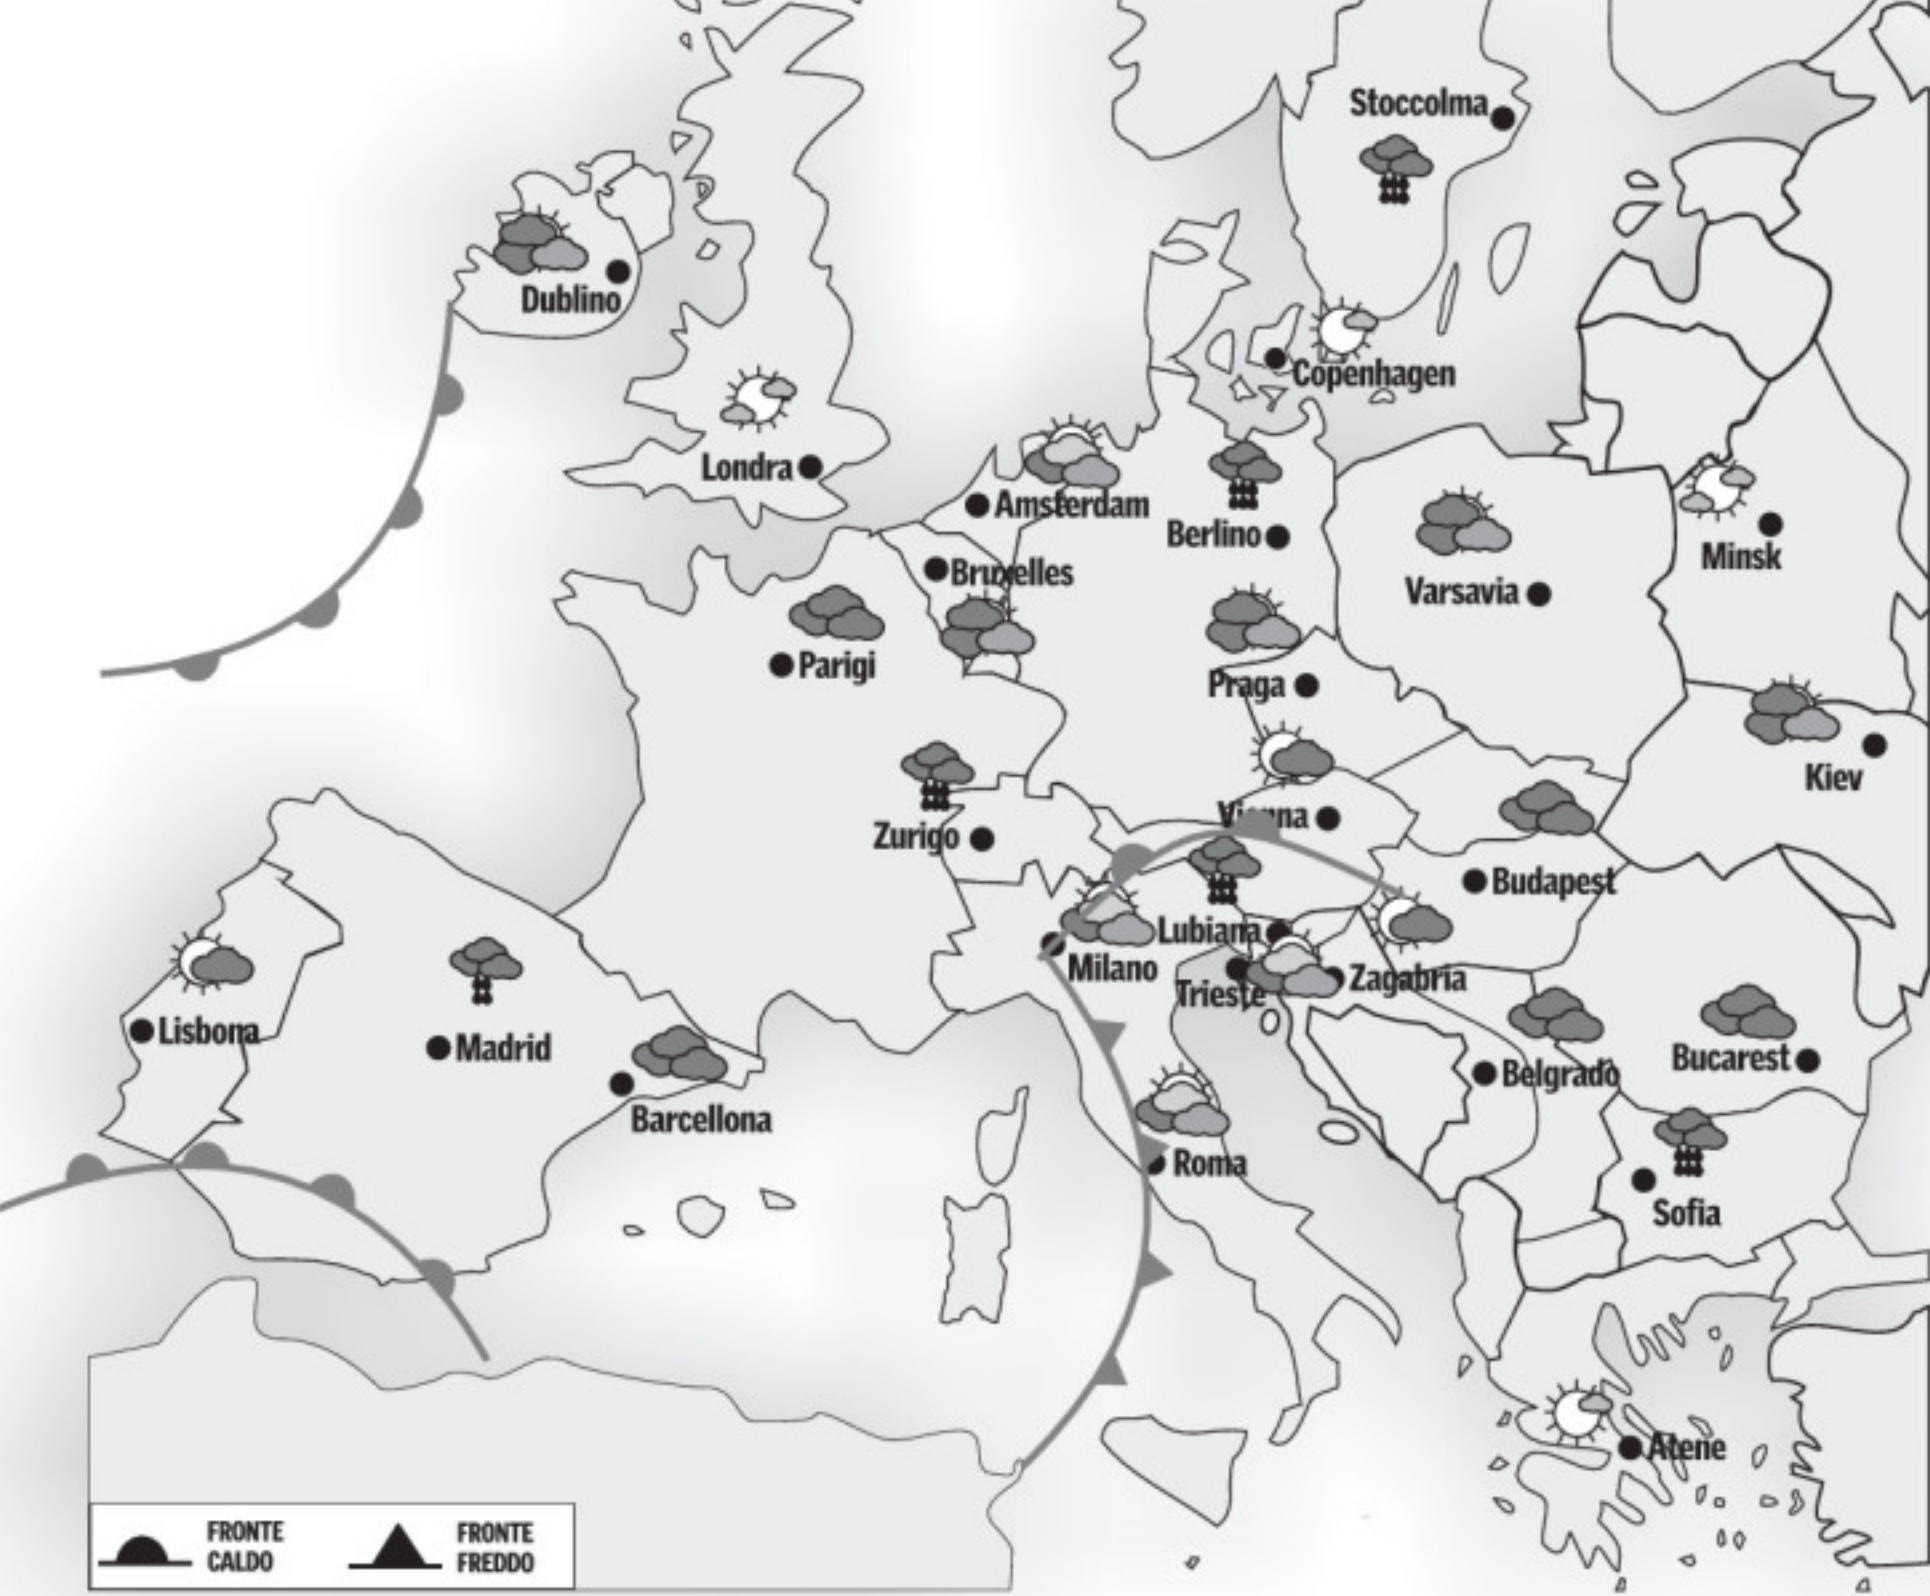 Stoccolma
Dublino
Copenhagen
Londra
Amsterdam
Berlino
Minsk
Bruxelles
Varsavia
Parigi
Praga
Kiev
Vienna
Zurigo
Budapest
Lubiana
Milano
Zagabria
Trieste
Lisbona
Madrid
Bucarest
Belgrado
Barcellona
Roma
Sofia
Atene
FRONTE
CALDO
FRONTE
FREDDO